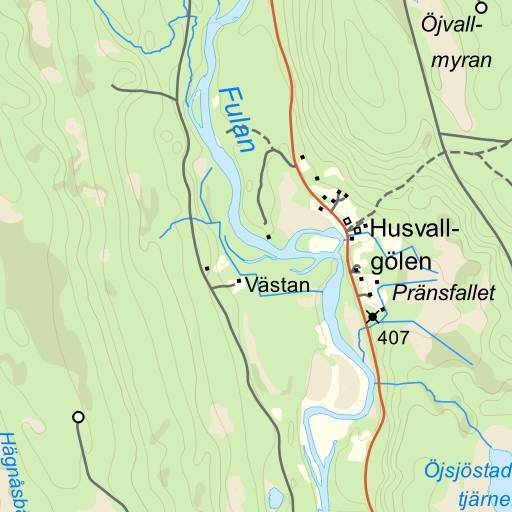 Öjvall-
myran
Fulan
Husvall-
gölen
Västan
Pränsfallet
407
Öjsjöstad
tjärne